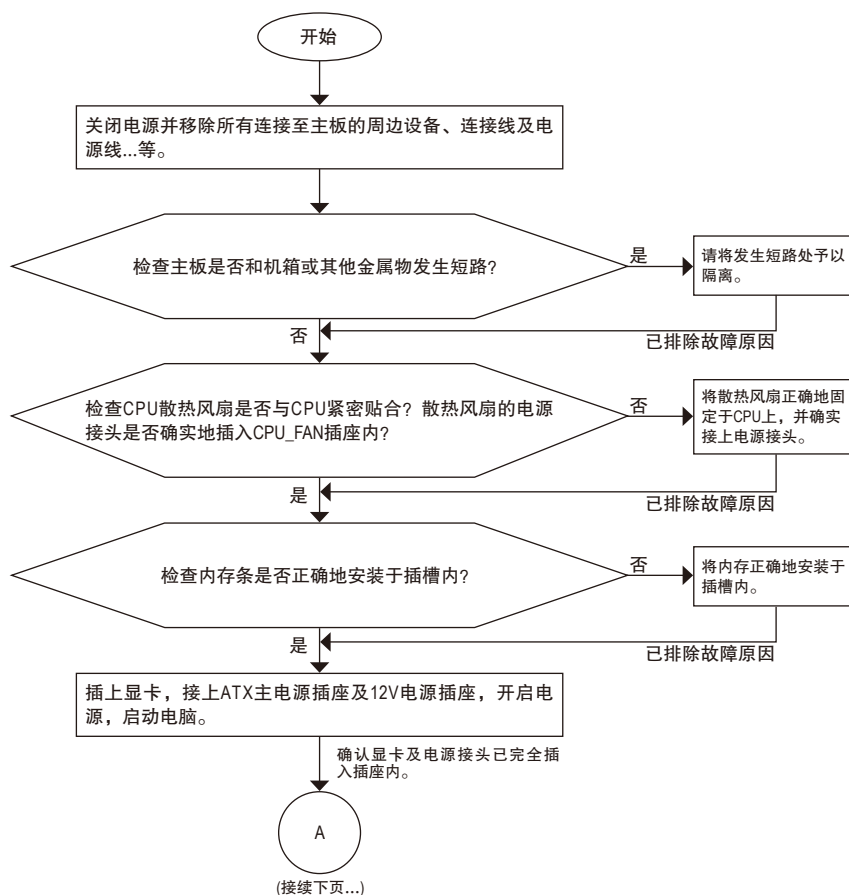 开始
关闭电源并移除所有连接至主板的周边设备、连接线及电
源线...等。
检查主板是否和机箱或其他金属物发生短路?
是
请将发生短路处予以
隔离。
否
已排除故障原因
检查CPU散热风扇是否与CPU紧密贴合? 散热风扇的电源
接头是否确实地插入CPU_FAN插座内?
否
将散热风扇正确地固
定于CPU上,并确实
接上电源接头。
是
已排除故障原因
检查内存条是否正确地安装于插槽内?
否
将内存正确地安装于
插槽内。
是
已排除故障原因
插上显卡,接上ATX主电源插座及12V电源插座,开启电
源,启动电脑。
确认显卡及电源接头已完全插
入插座内。
A
(接续下页...)